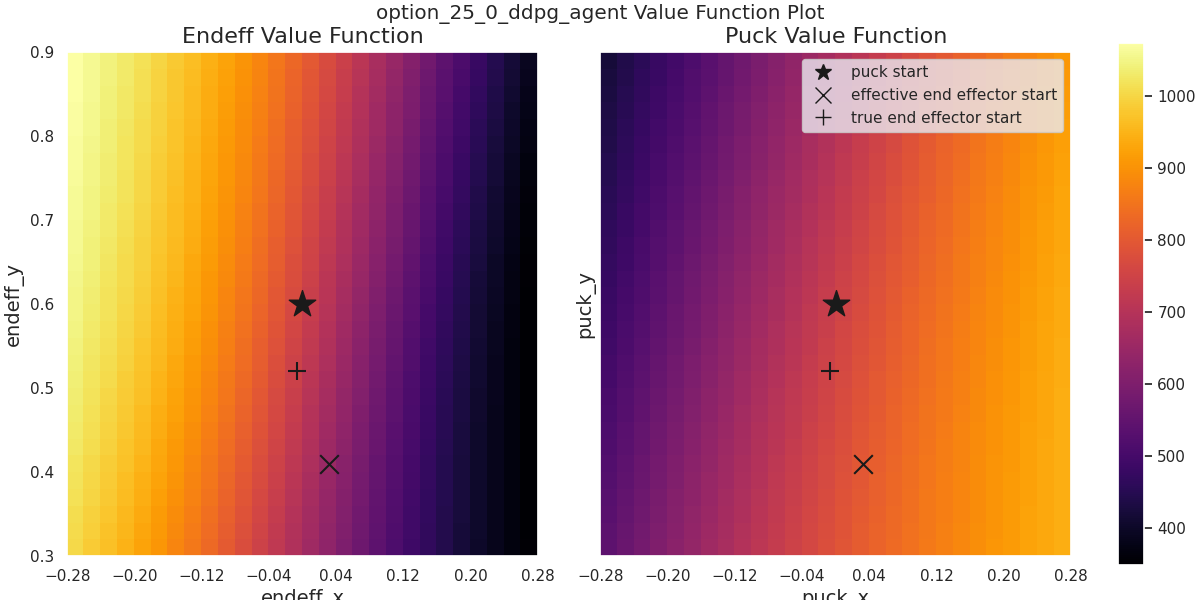 option_25_0_ddpg_agent Value Function Plot
Endeff Value Function
Puck Value Function
0.9
0.8
0.7
0.6
0.5
0.4
0.3
endeff_y
−0.28 −0.20 −0.12 −0.04 0.04 0.12 0.20 0.28
endeff_x
puck_y
puck start
effective end effector start
true end effector start
−0.28 −0.20 −0.12 −0.04 0.04 0.12 0.20 0.28
puck_x
1000
900
800
700
600
500
400